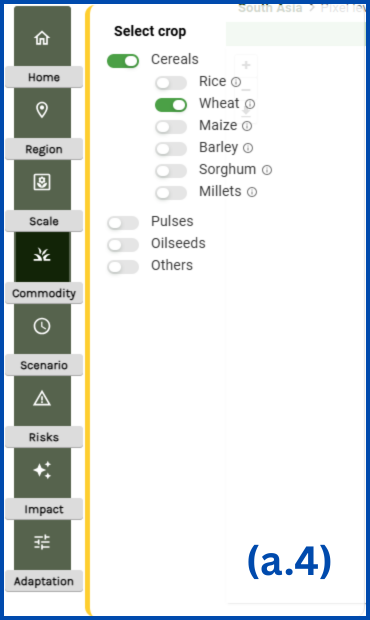 South Asia > Pixel le
Select crop
Cereals
Rice
Wheat
Maize
Barley
Sorghum
Millets
Pulses
Oilseeds
Others
Home
Region
Scale
Commodity
Scenario
Risks
Impact
Adaptation
(a.4)